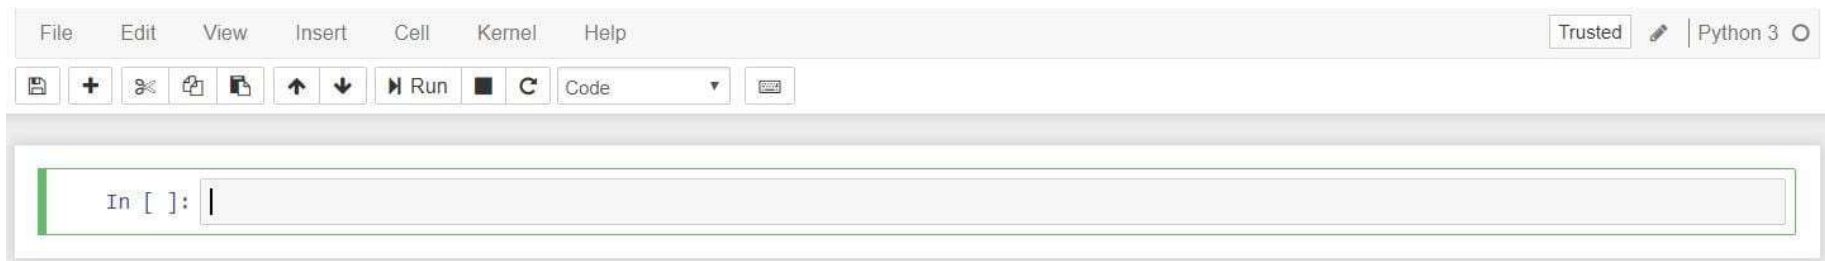 File Edit View Insert Cell Kernel Help Trusted Python 3
Run Code
In [ ]: